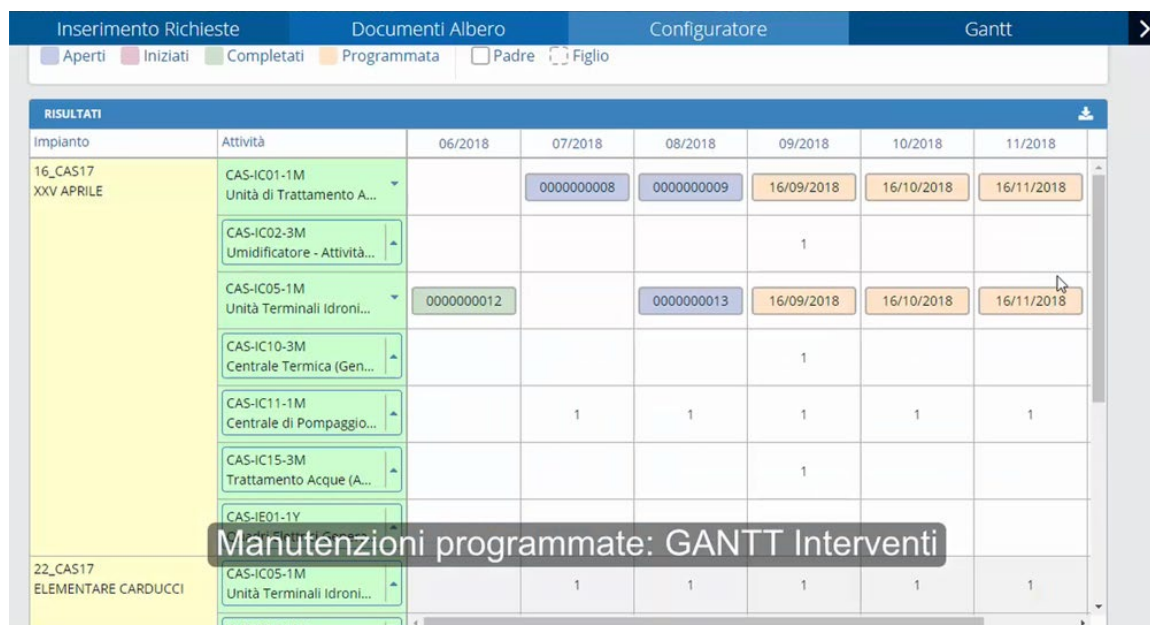 Inserimento Richieste Documenti Albero Configuratore Gantt
Aperti Iniziati Completati Programmata Padre Figlio
RISULTATI
Impianto Attività 06/2018 07/2018 08/2018 09/2018 10/2018 11/2018
16_CAS17 CAS-IC01-1M
XXV APRILE Unità di Trattamento A...
0000000008 0000000009 16/09/2018 16/10/2018 16/11/2018
CAS-IC02-3M
Umidificatore - Attività...
1
CAS-IC05-1M
Unità Terminali Idroni...
0000000012 0000000013 16/09/2018 16/10/2018 16/11/2018
CAS-IC10-3M
Centrale Termica (Gen...
1
CAS-IC11-1M
Centrale di Pompaggio...
1 1 1 1 1
CAS-IC15-3M
Trattamento Acque (A...
1
CAS-IE01-1Y
Manutenzioni programmate: GANTT Interventi
22_CAS17 CAS-IC05-1M
ELEMENTARE CARDUCCI Unità Terminali Idroni...
1 1 1 1 1